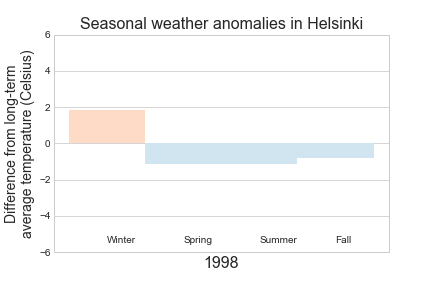 Seasonal weather anomalies in Helsinki
Difference from long-term
average temperature (Celsius)
6
4
2
0
−2
−4
−6
Winter Spring Summer Fall
1998